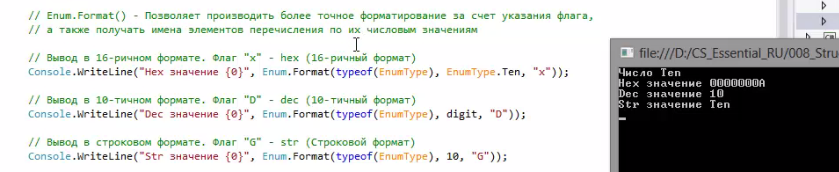 // Enum.Format() - Позволяет производить более точное форматирование за счет указания флага,
// а также получать имена элементов перечисления по их числовым значениям
// Вывод в 16-ричном формате. Флаг "x" - hex (16-ричный формат)
Console.WriteLine("Hex значение {0}", Enum.Format(typeof(EnumType), EnumType.Ten, "x"));
// Вывод в 10-тичном формате. Флаг "D" - dec (10-тичный формат)
Console.WriteLine("Dec значение {0}", Enum.Format(typeof(EnumType), digit, "D"));
// Вывод в строковом формате. Флаг "G" - str (Строковой формат)
Console.WriteLine("Str значение {0}", Enum.Format(typeof(EnumType), 10, "G"));
file:///D:/CS_Essential_RU/008_Stru
Число Ten
Hex значение 0000000A
Dec значение 10
Str значение Ten